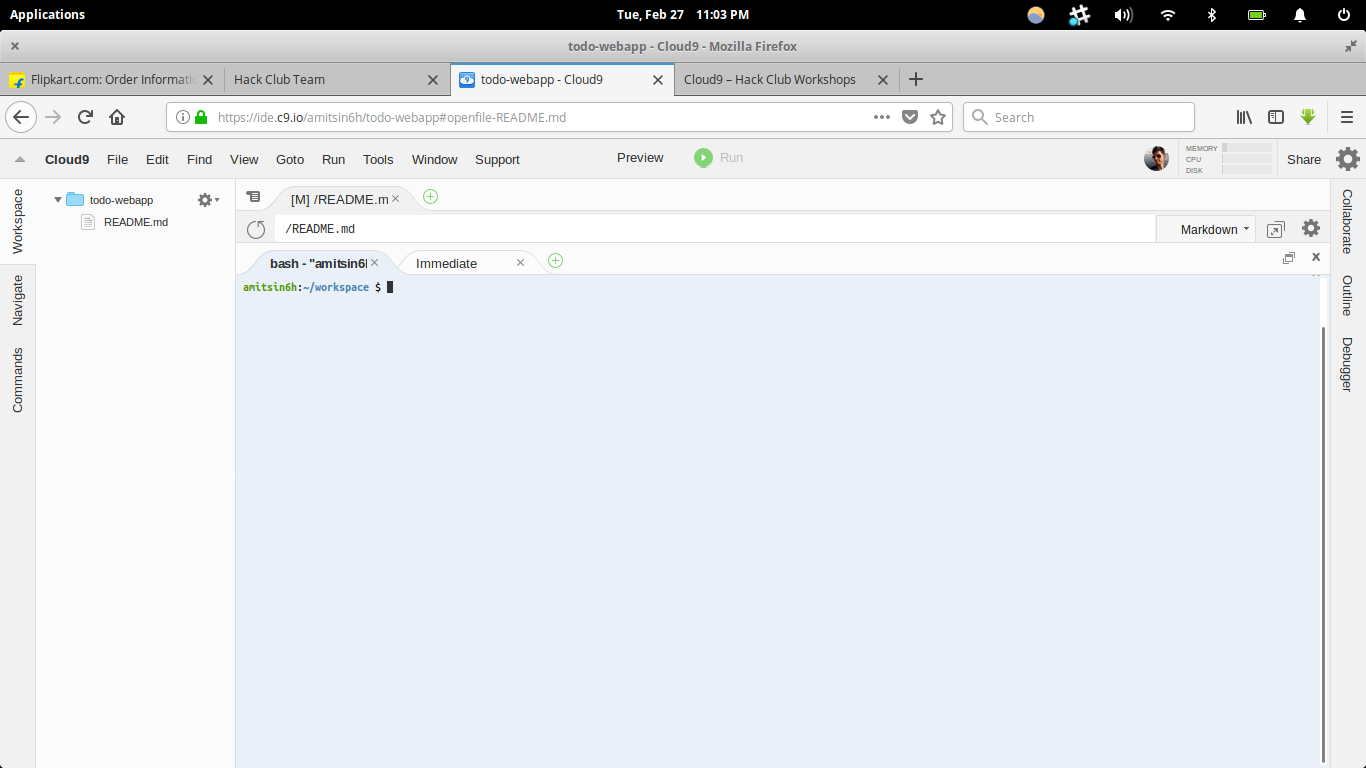 Applications Tue, Feb 27 11:03 PM
todo-webapp - Cloud9 - Mozilla Firefox
Flipkart.com: Order Informati Hack Club Team todo-webapp - Cloud9 Cloud9 – Hack Club Workshops
https://ide.c9.io/amitsin6h/todo-webapp#openfile-README.md Search
Cloud9 File Edit Find View Goto Run Tools Window Support Preview Run MEMORY Share
CPU
DISK
Workspace
Navigate
Commands
todo-webapp
README.md
[M] /README.m
/README.md Markdown
bash - "amitsin6 Immediate
amitsin6h:~/workspace $
Collaborate
Outline
Debugger